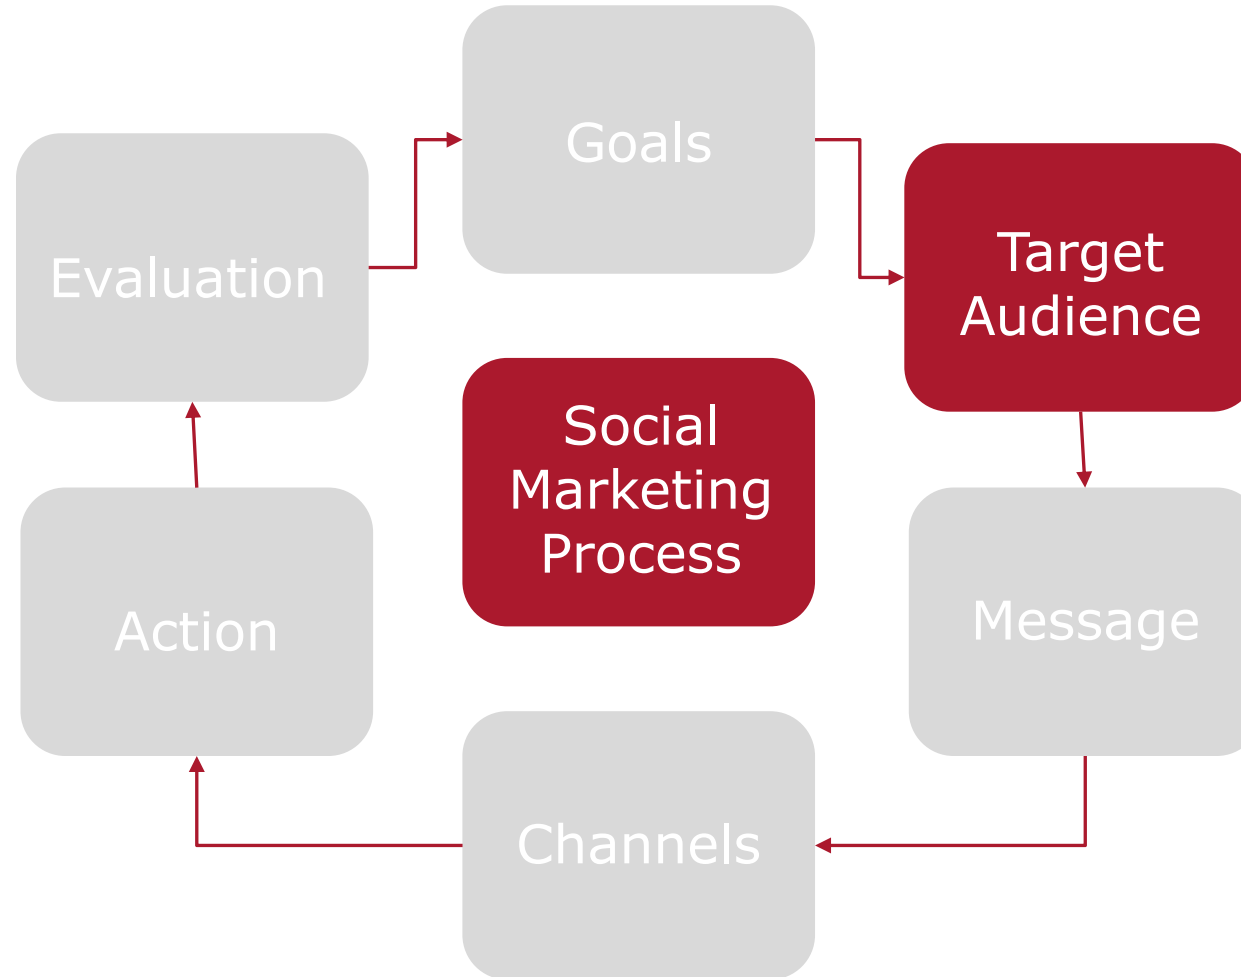 Goals
Target
Audience
Evaluation
Social
Marketing
Process
Action
Message
Channels